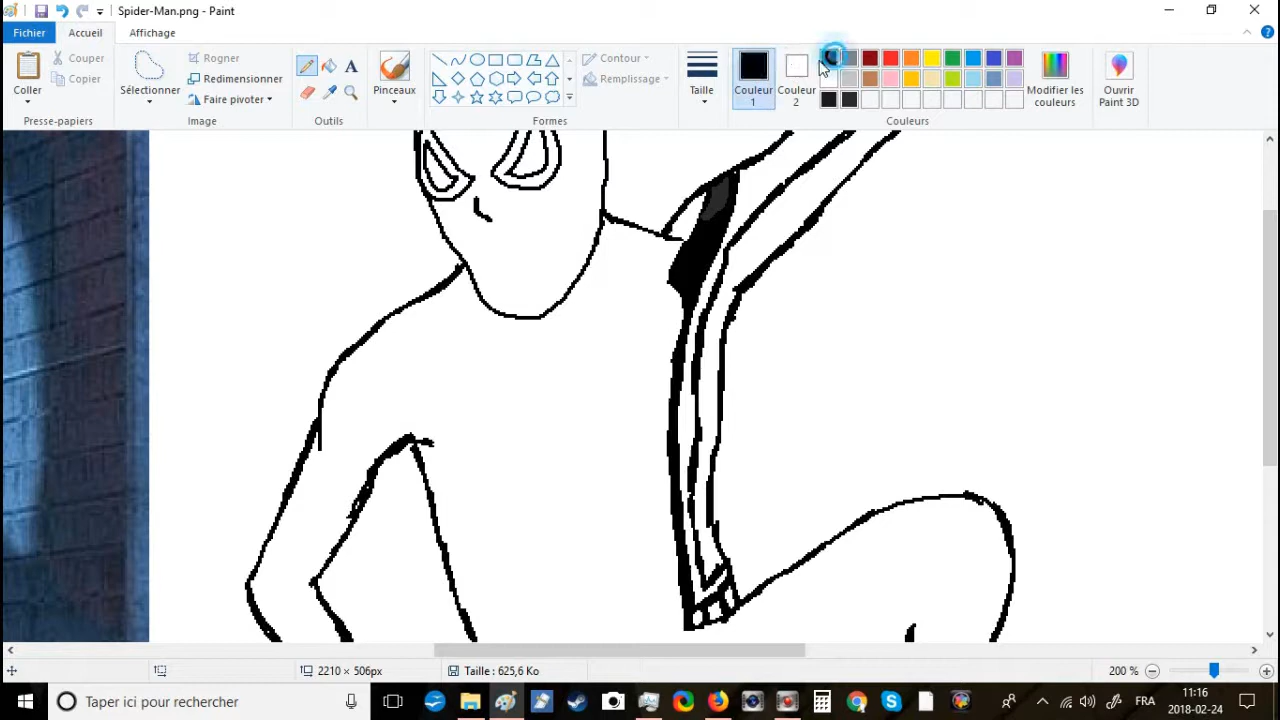 Spider-Man.png - Paint
Fichier Accueil Affichage
Coller
Couper
Copier
Presse-papiers
Sélectionner
Rogner
Redimensionner
Faire pivoter
Image
A
Outils
Pinceaux
Contour
Remplissage
Formes
Taille
Couleur 1
Couleur 2
Couleurs
Modifier les couleurs
Ouvrir Paint 3D
2210 × 506px
Taille : 625,6 Ko
200 %
Taper ici pour rechercher
FRA
11:16
2018-02-24